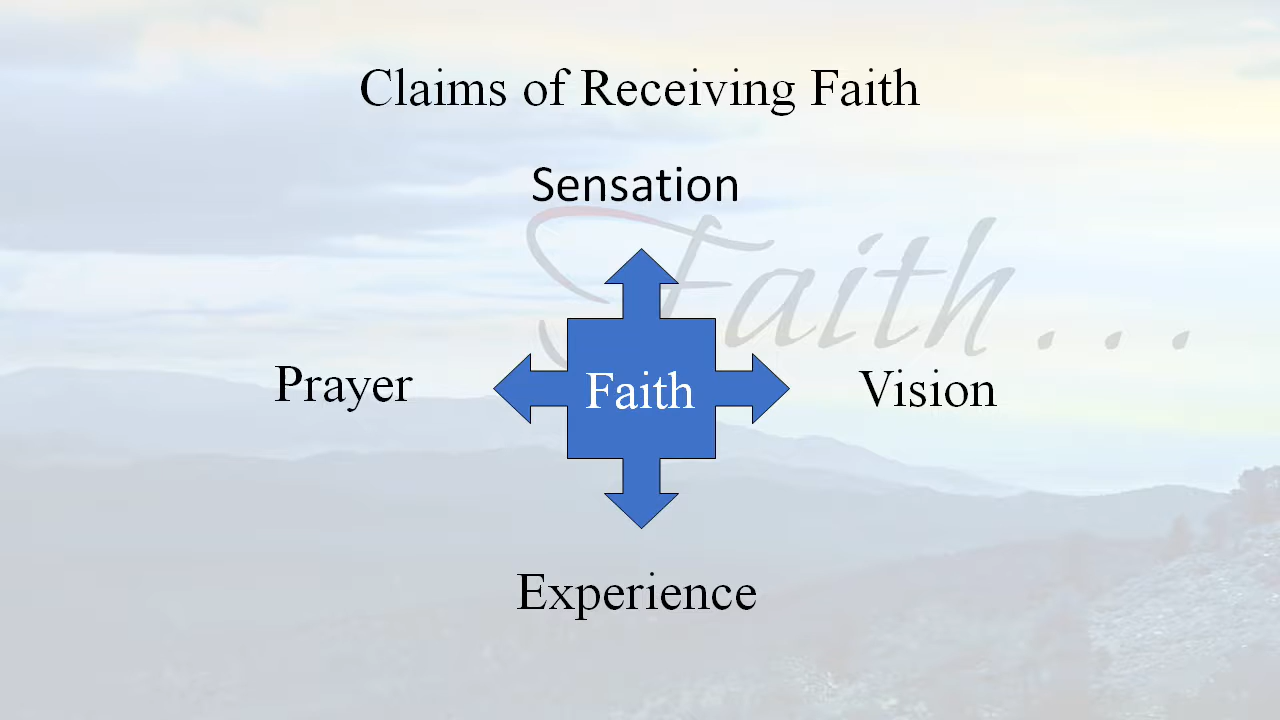 Claims of Receiving Faith
Sensation
Faith...
Prayer
Faith
Vision
Experience